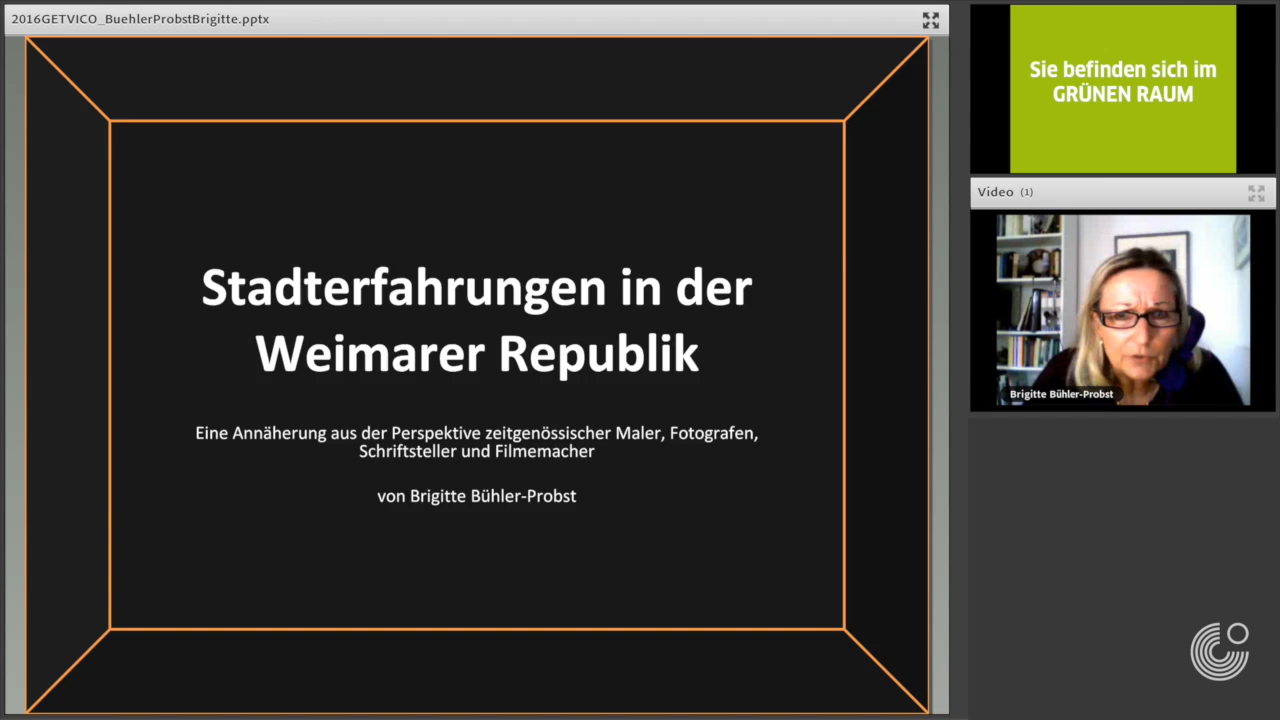 2016GETVICO_BuehlerProbstBrigitte.pptx
Stadterfahrungen in der
Weimarer Republik
Eine Annäherung aus der Perspektive zeitgenössischer Maler, Fotografen,
Schriftsteller und Filmemacher
von Brigitte Bühler-Probst
Sie befinden sich im
GRÜNEN RAUM
Video (1)
Brigitte Bühler-Probst